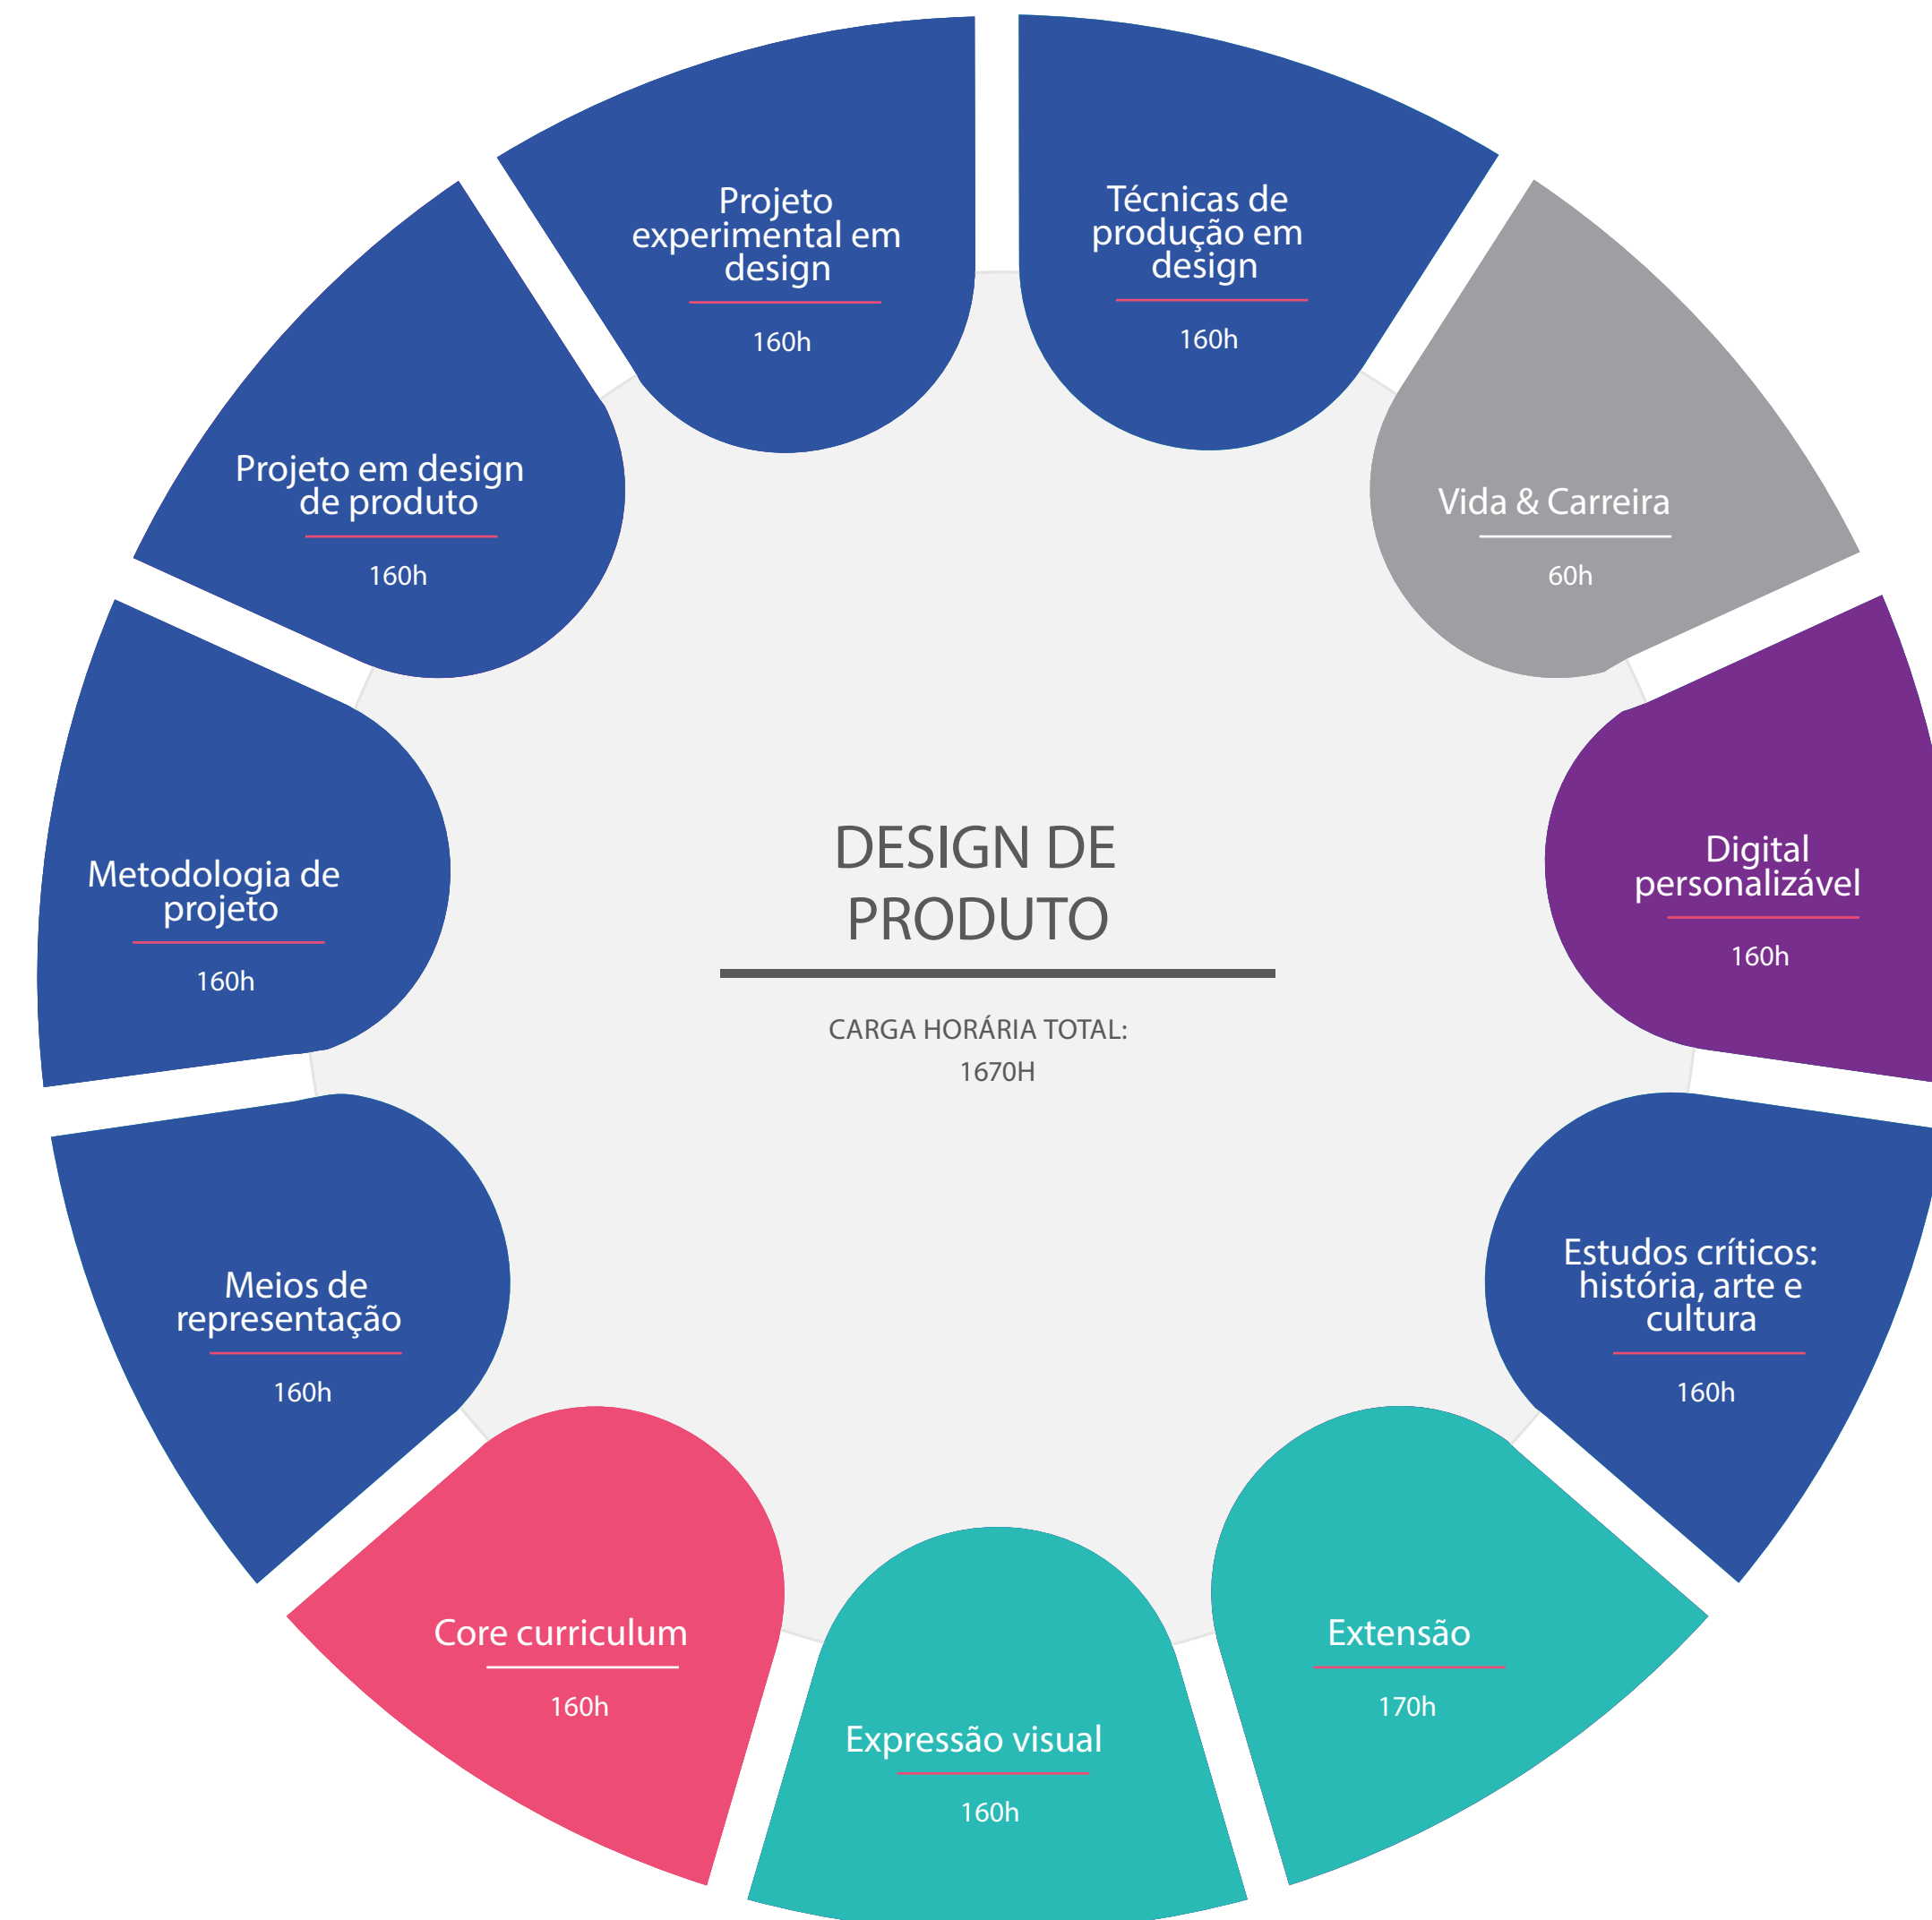 Projeto
experimental em
design
160h
Técnicas de
produção em
design
160h
Vida & Carreira
60h
Digital
personalizável
160h
Estudos críticos:
história, arte e
cultura
160h
Extensão
170h
Expressão visual
160h
Core curriculum
160h
Meios de
representação
160h
Metodologia de
projeto
160h
Projeto em design
de produto
160h
DESIGN DE
PRODUTO
CARGA HORÁRIA TOTAL:
1670H